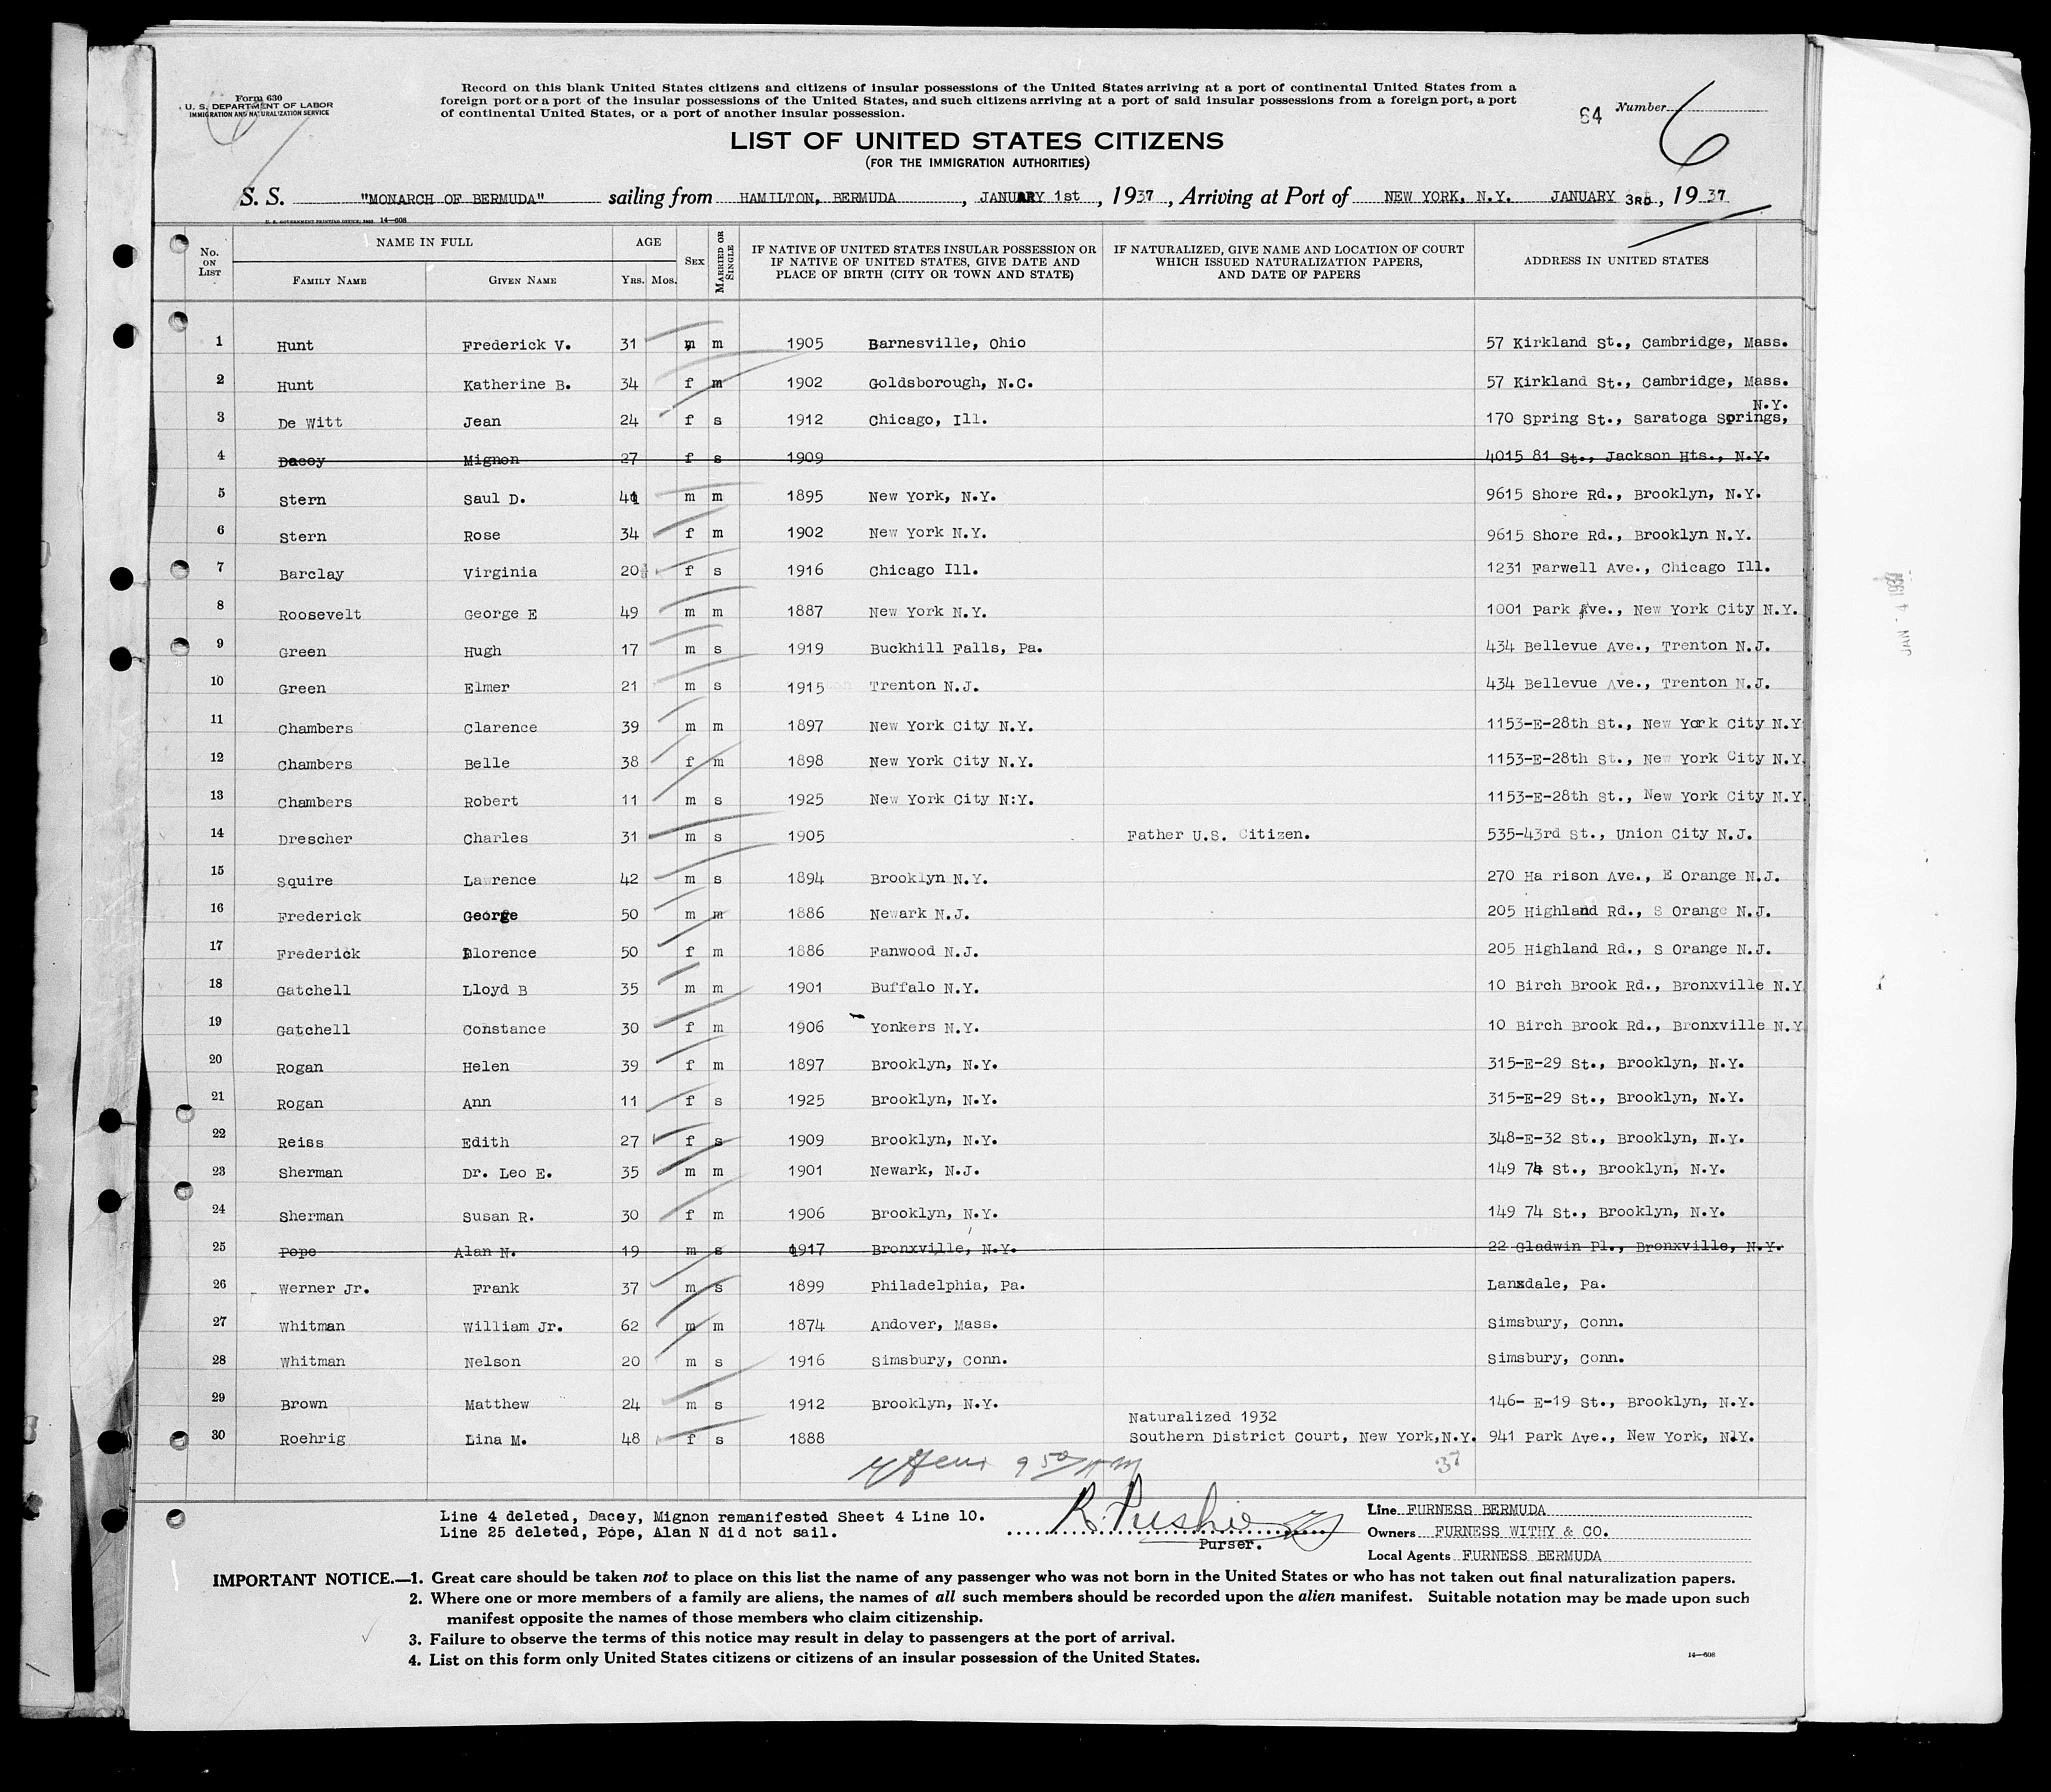 Form 630
U. S. DEPARTMENT OF LABOR
IMMIGRATION AND NATURALIZATION SERVICE
Record on this blank United States citizens and citizens of insular possessions of the United States arriving at a port of continental United States from a
foreign port or a port of the insular possessions of the United States, and such citizens arriving at a port of said insular possessions from a foreign port, a port
of continental United States, or a port of another insular possession.
64 Number 6
LIST OF UNITED STATES CITIZENS
(FOR THE IMMIGRATION AUTHORITIES)
S. S. "MONARCH OF BERMUDA" sailing from HAMILTON, BERMUDA, JANUARY 1st, 1937, Arriving at Port of NEW YORK, N.Y. JANUARY 3RD, 1937
U. S. GOVERNMENT PRINTING OFFICE: 14—608
No. ON LIST NAME IN FULL FAMILY NAME GIVEN NAME AGE YRS. MOS. SEX MARRIED OR SINGLE IF NATIVE OF UNITED STATES INSULAR POSSESSION OR IF NATIVE OF UNITED STATES, GIVE DATE AND PLACE OF BIRTH (CITY OR TOWN AND STATE) IF NATURALIZED, GIVE NAME AND LOCATION OF COURT WHICH ISSUED NATURALIZATION PAPERS, AND DATE OF PAPERS ADDRESS IN UNITED STATES
1 Hunt Frederick V. 31 m m 1905 Barnesville, Ohio 57 Kirkland St., Cambridge, Mass.
2 Hunt Katherine B. 34 f m 1902 Goldsborough, N.C. 57 Kirkland St., Cambridge, Mass.
N.Y.
3 De Witt Jean 24 f s 1912 Chicago, Ill. 170 Spring St., Saratoga Springs,
4 Dacey Mignon 27 f s 1909 4015 81 St., Jackson Hts., N.Y.
5 Stern Saul D. 41 m m 1895 New York, N.Y. 9615 Shore Rd., Brooklyn, N.Y.
6 Stern Rose 34 f m 1902 New York N.Y. 9615 Shore Rd., Brooklyn N.Y.
7 Barclay Virginia 20 f s 1916 Chicago Ill. 1231 Farwell Ave., Chicago Ill.
8 Roosevelt George E 49 m m 1887 New York N.Y. 1001 Park Ave., New York City N.Y.
9 Green Hugh 17 m s 1919 Buckhill Falls, Pa. 434 Bellevue Ave., Trenton N.J.
10 Green Elmer 21 m s 1915 Trenton N.J. 434 Bellevue Ave., Trenton N.J.
11 Chambers Clarence 39 m m 1897 New York City N.Y. 1153-E-28th St., New York City N.Y
12 Chambers Belle 38 f m 1898 New York City N.Y. 1153-E-28th St., New York City N.Y.
13 Chambers Robert 11 m s 1925 New York City N:Y. 1153-E-28th St., New York City N.Y.
14 Drescher Charles 31 m s 1905 Father U.S. Citizen. 535-43rd St., Union City N.J.
15 Squire Lawrence 42 m s 1894 Brooklyn N.Y. 270 Ha rison Ave., E Orange N.J.
16 Frederick George 50 m m 1886 Newark N.J. 205 Highland Rd., S Orange N.J.
17 Frederick Florence 50 f m 1886 Fanwood N.J. 205 Highland Rd., S Orange N.J.
18 Gatchell Lloyd B 35 m m 1901 Buffalo N.Y. 10 Birch Brook Rd., Bronxville N.Y
19 Gatchell Constance 30 f m 1906 Yonkers N.Y. 10 Birch Brook Rd., Bronxville N.Y
20 Rogan Helen 39 f m 1897 Brooklyn, N.Y. 315-E-29 St., Brooklyn, N.Y.
21 Rogan Ann 11 f s 1925 Brooklyn, N.Y. 315-E-29 St., Brooklyn, N.Y.
22 Reiss Edith 27 f s 1909 Brooklyn, N.Y. 348-E-32 St., Brooklyn, N.Y.
23 Sherman Dr. Leo E. 35 m m 1901 Newark, N.J. 149 74 St., Brooklyn, N.Y.
24 Sherman Susan R. 30 f m 1906 Brooklyn, N.Y. 149 74 St., Brooklyn, N.Y.
25 Pope Alan N. 19 m s 1917 Bronxville, N.Y. 22 Gladwin Pl., Bronxville, N.Y.
26 Werner Jr. Frank 37 m s 1899 Philadelphia, Pa. Lansdale, Pa.
27 Whitman William Jr. 62 m m 1874 Andover, Mass. Simsbury, Conn.
28 Whitman Nelson 20 m s 1916 Simsbury, Conn. Simsbury, Conn.
29 Brown Matthew 24 m s 1912 Brooklyn, N.Y. 146- E-19 St., Brooklyn, N.Y.
Naturalized 1932
30 Roehrig Lina M. 48 f s 1888 Southern District Court, New York,N.Y. 941 Park Ave., New York, N.Y.
9 50 AM 37
Line 4 deleted, Dacey, Mignon remanifested Sheet 4 Line 10.
Line 25 deleted, Pope, Alan N did not sail.
Purser.
Line FURNESS BERMUDA
Owners FURNESS WITHY & CO.
Local Agents FURNESS BERMUDA
IMPORTANT NOTICE.—1. Great care should be taken not to place on this list the name of any passenger who was not born in the United States or who has not taken out final naturalization papers.
2. Where one or more members of a family are aliens, the names of all such members should be recorded upon the alien manifest. Suitable notation may be made upon such
manifest opposite the names of those members who claim citizenship.
3. Failure to observe the terms of this notice may result in delay to passengers at the port of arrival.
4. List on this form only United States citizens or citizens of an insular possession of the United States.
14—608